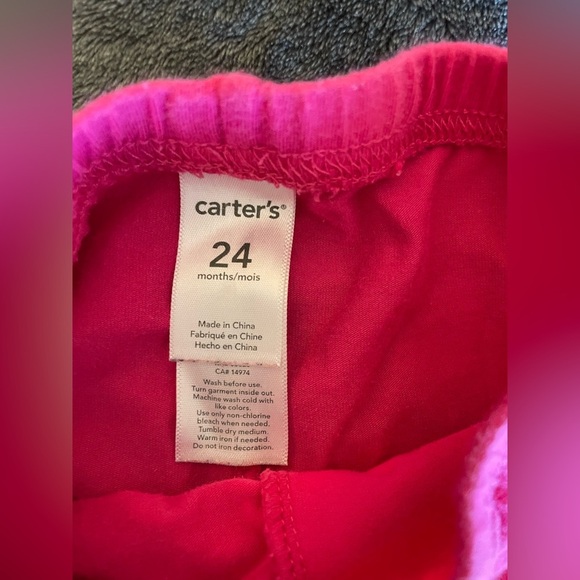 carter's®
24
months/mois
Made in China
Fabriqué en Chine
Hecho en China
CA# 14974
Wash before use.
Turn garment inside out.
Machine wash cold with
like colors.
Use only non-chlorine
bleach when needed.
Tumble dry medium.
Warm iron if needed.
Do not iron decoration.